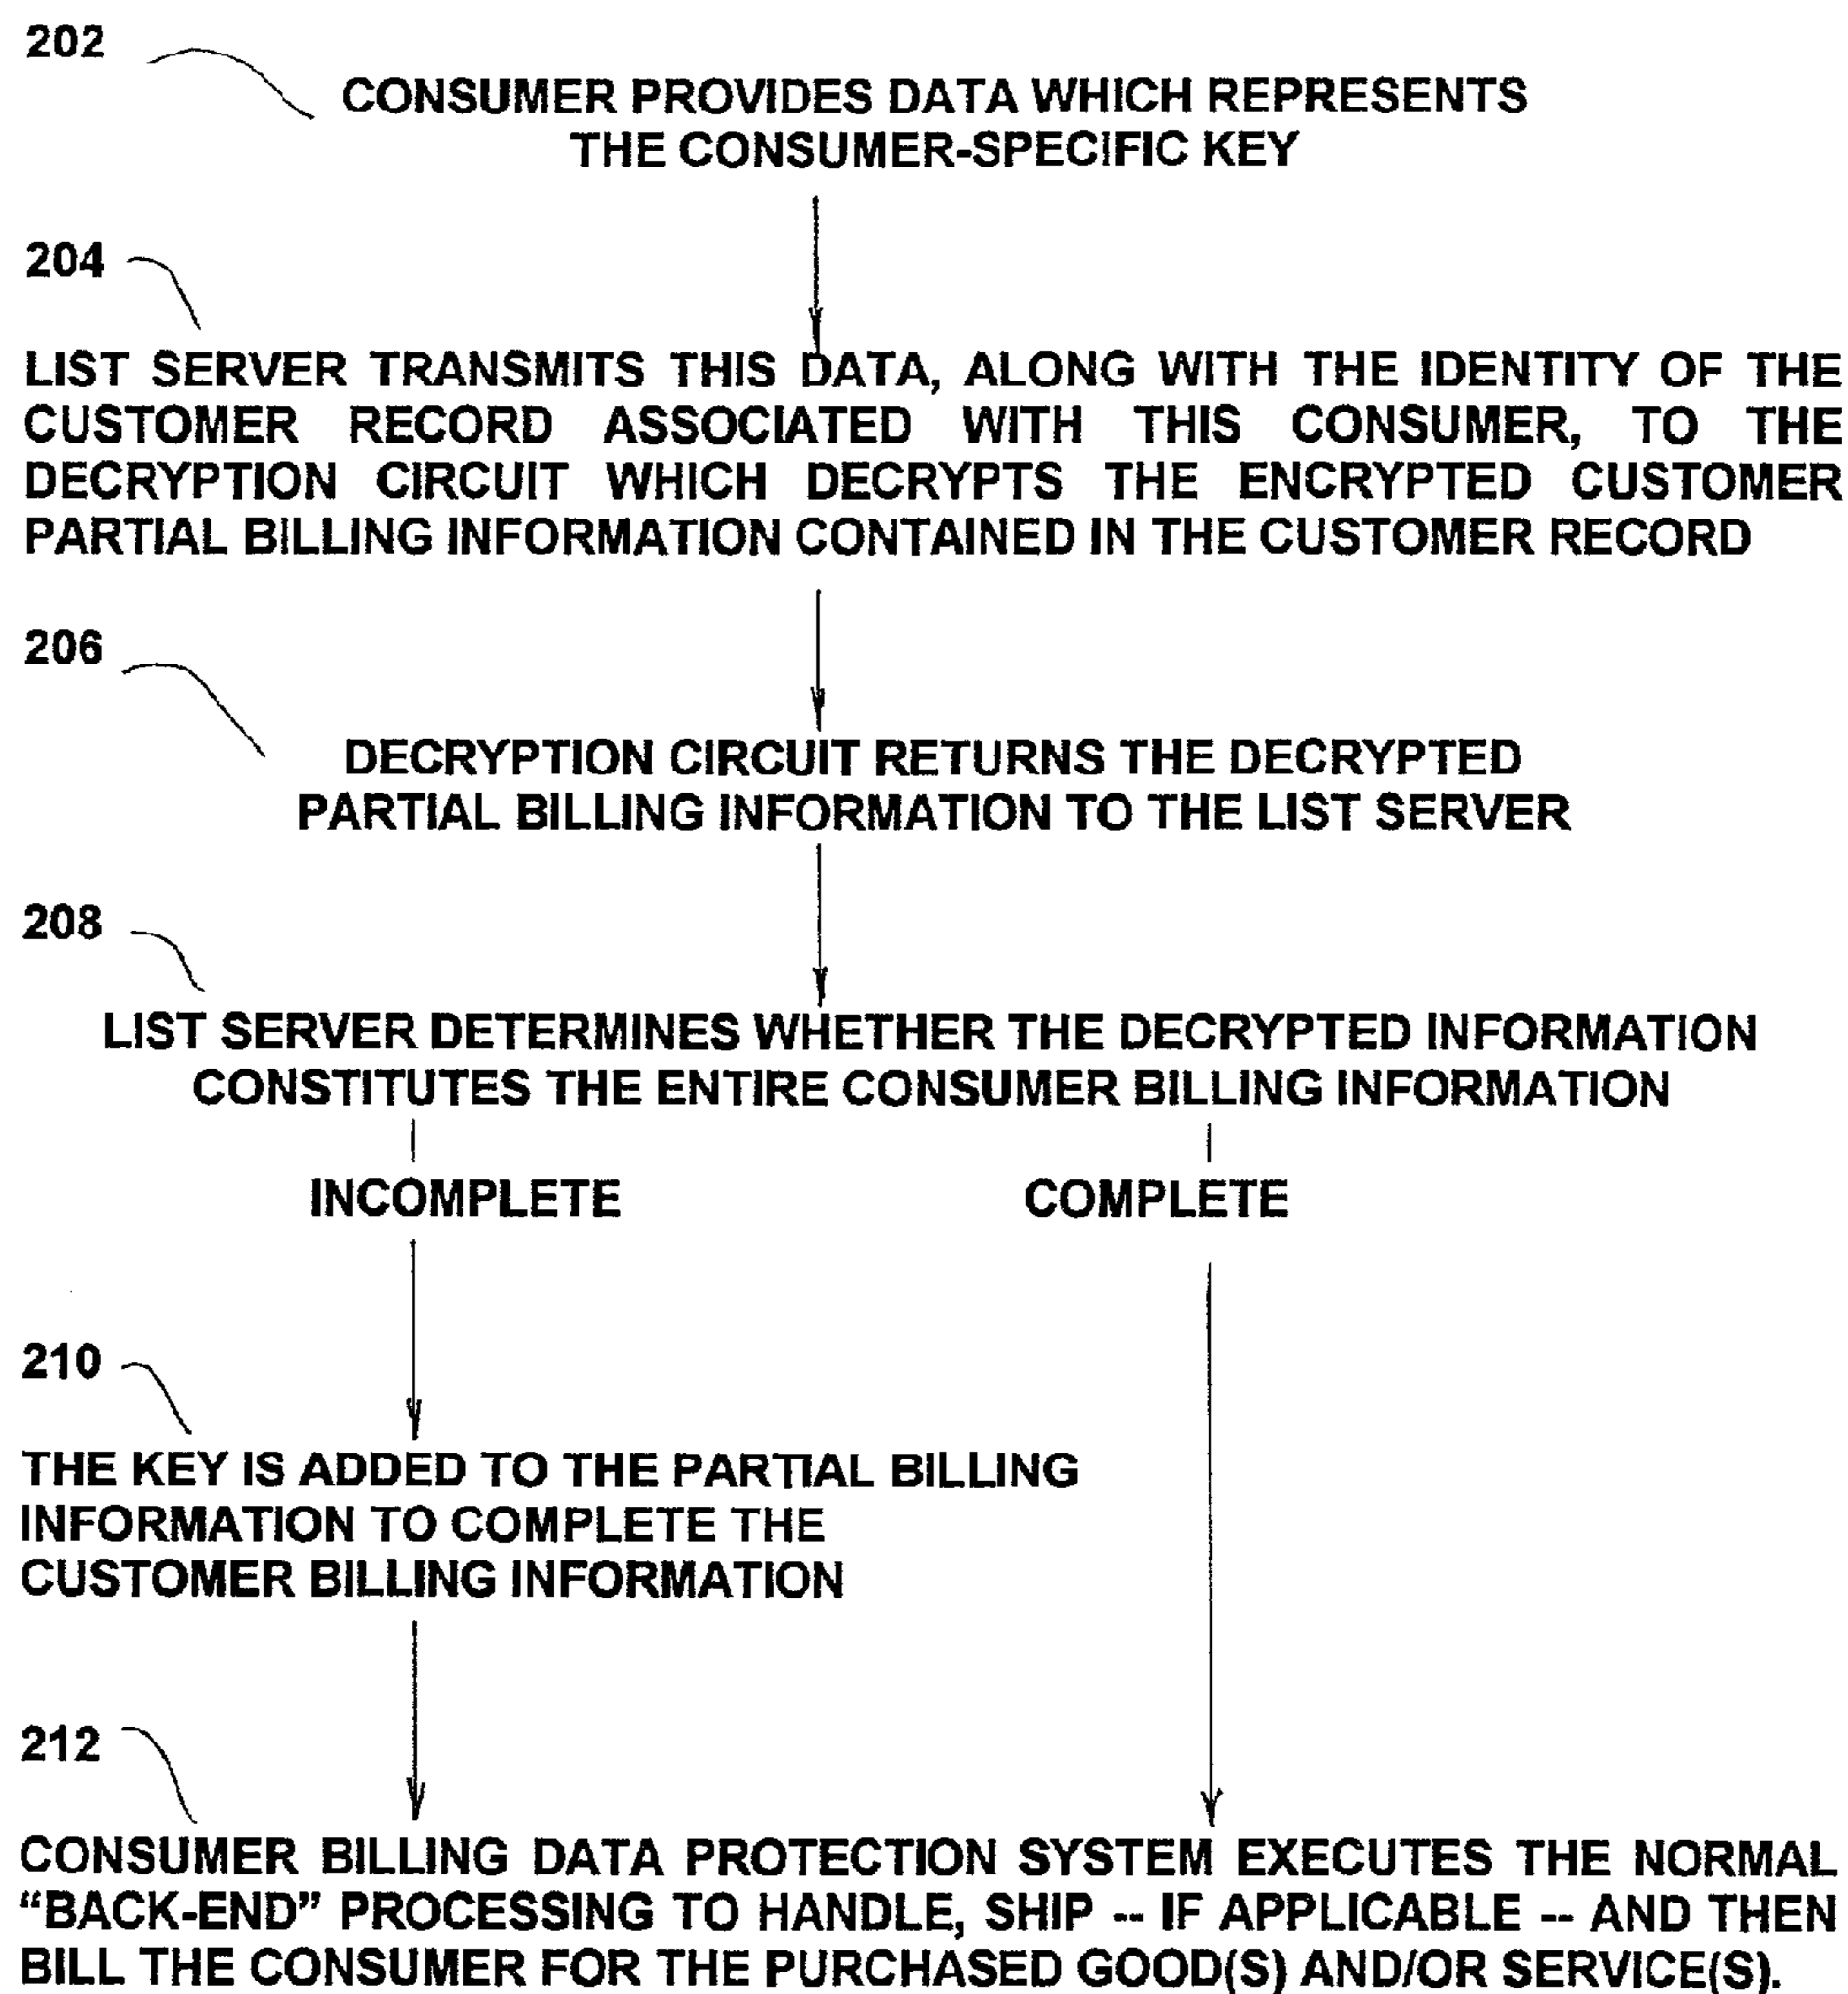 202
CONSUMER PROVIDES DATA WHICH REPRESENTS
THE CONSUMER-SPECIFIC KEY
204
LIST SERVER TRANSMITS THIS DATA, ALONG WITH THE IDENTITY OF THE
CUSTOMER RECORD ASSOCIATED WITH THIS CONSUMER, TO THE
DECRYPTION CIRCUIT WHICH DECRYPTS THE ENCRYPTED CUSTOMER
PARTIAL BILLING INFORMATION CONTAINED IN THE CUSTOMER RECORD
206
DECRYPTION CIRCUIT RETURNS THE DECRYPTED
PARTIAL BILLING INFORMATION TO THE LIST SERVER
208
LIST SERVER DETERMINES WHETHER THE DECRYPTED INFORMATION
CONSTITUTES THE ENTIRE CONSUMER BILLING INFORMATION
INCOMPLETE COMPLETE
210
THE KEY IS ADDED TO THE PARTIAL BILLING
INFORMATION TO COMPLETE THE
CUSTOMER BILLING INFORMATION
212
CONSUMER BILLING DATA PROTECTION SYSTEM EXECUTES THE NORMAL
“BACK-END” PROCESSING TO HANDLE, SHIP -- IF APPLICABLE -- AND THEN
BILL THE CONSUMER FOR THE PURCHASED GOOD(S) AND/OR SERVICE(S).